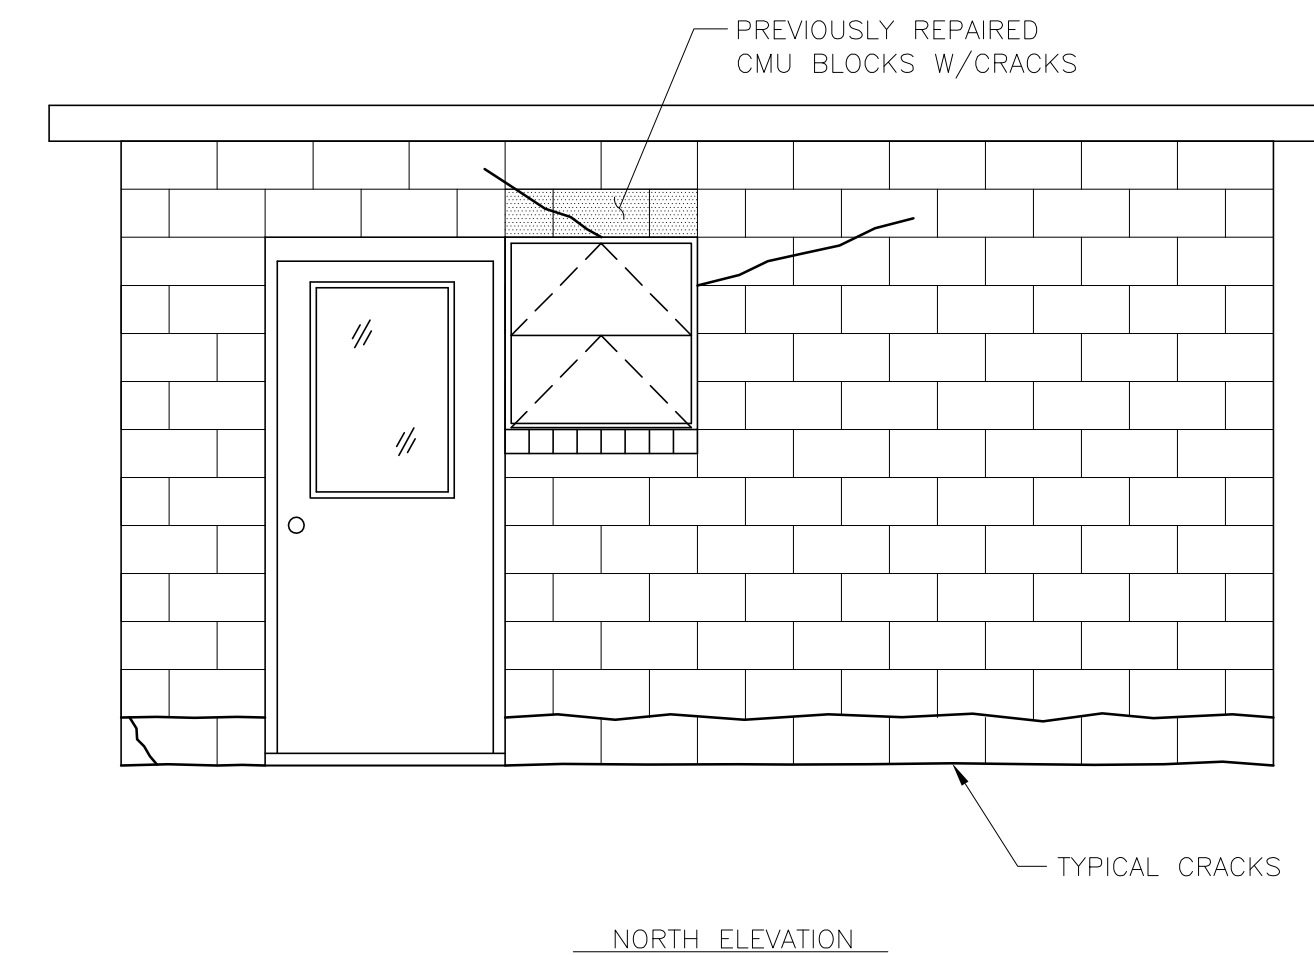 PREVIOUSLY REPAIRED
CMU BLOCKS W/CRACKS
TYPICAL CRACKS
NORTH ELEVATION